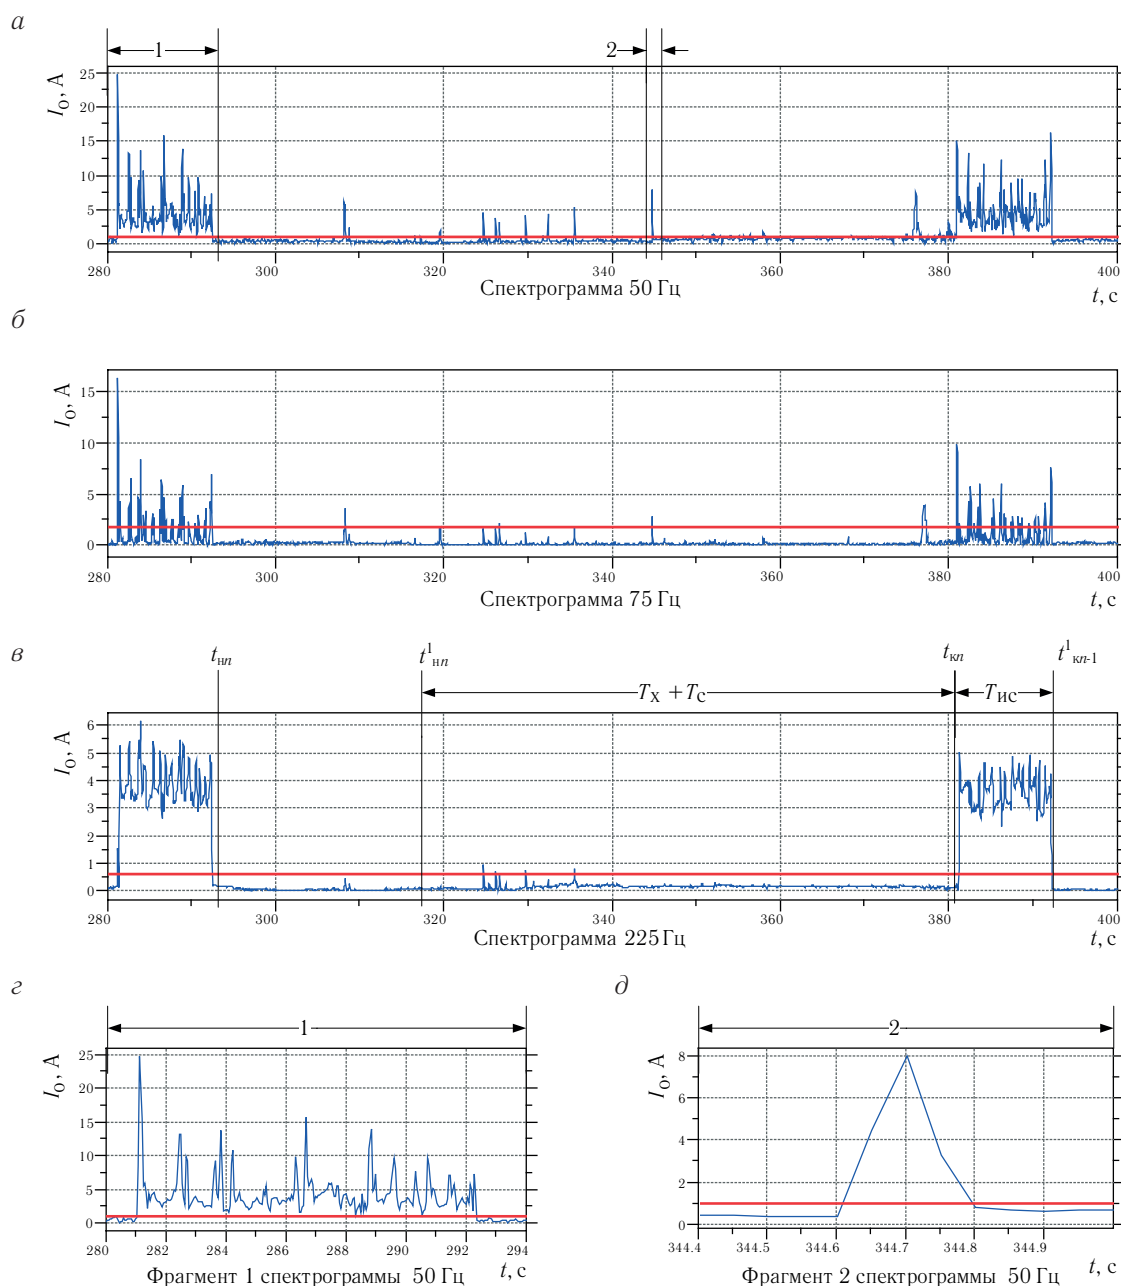 а
1 2
25
20
15
10
5
0
I₀, А
280 300 320 340 360 380 400
Спектрограмма 50 Гц
t, с
б
15
10
5
0
I₀, А
280 300 320 340 360 380 400
Спектрограмма 75 Гц
t, с
в
tнп t¹нп tкп t¹кп-1
Tх + Tс Tис
6
5
4
3
2
1
0
I₀, А
280 300 320 340 360 380 400
Спектрограмма 225 Гц
t, с
г
1
25
20
15
10
5
0
I₀, А
280 282 284 286 288 290 292 294
Фрагмент 1 спектрограммы 50 Гц
t, с
д
2
8
6
4
2
0
I₀, А
344.4 344.5 344.6 344.7 344.8 344.9
Фрагмент 2 спектрограммы 50 Гц
t, с